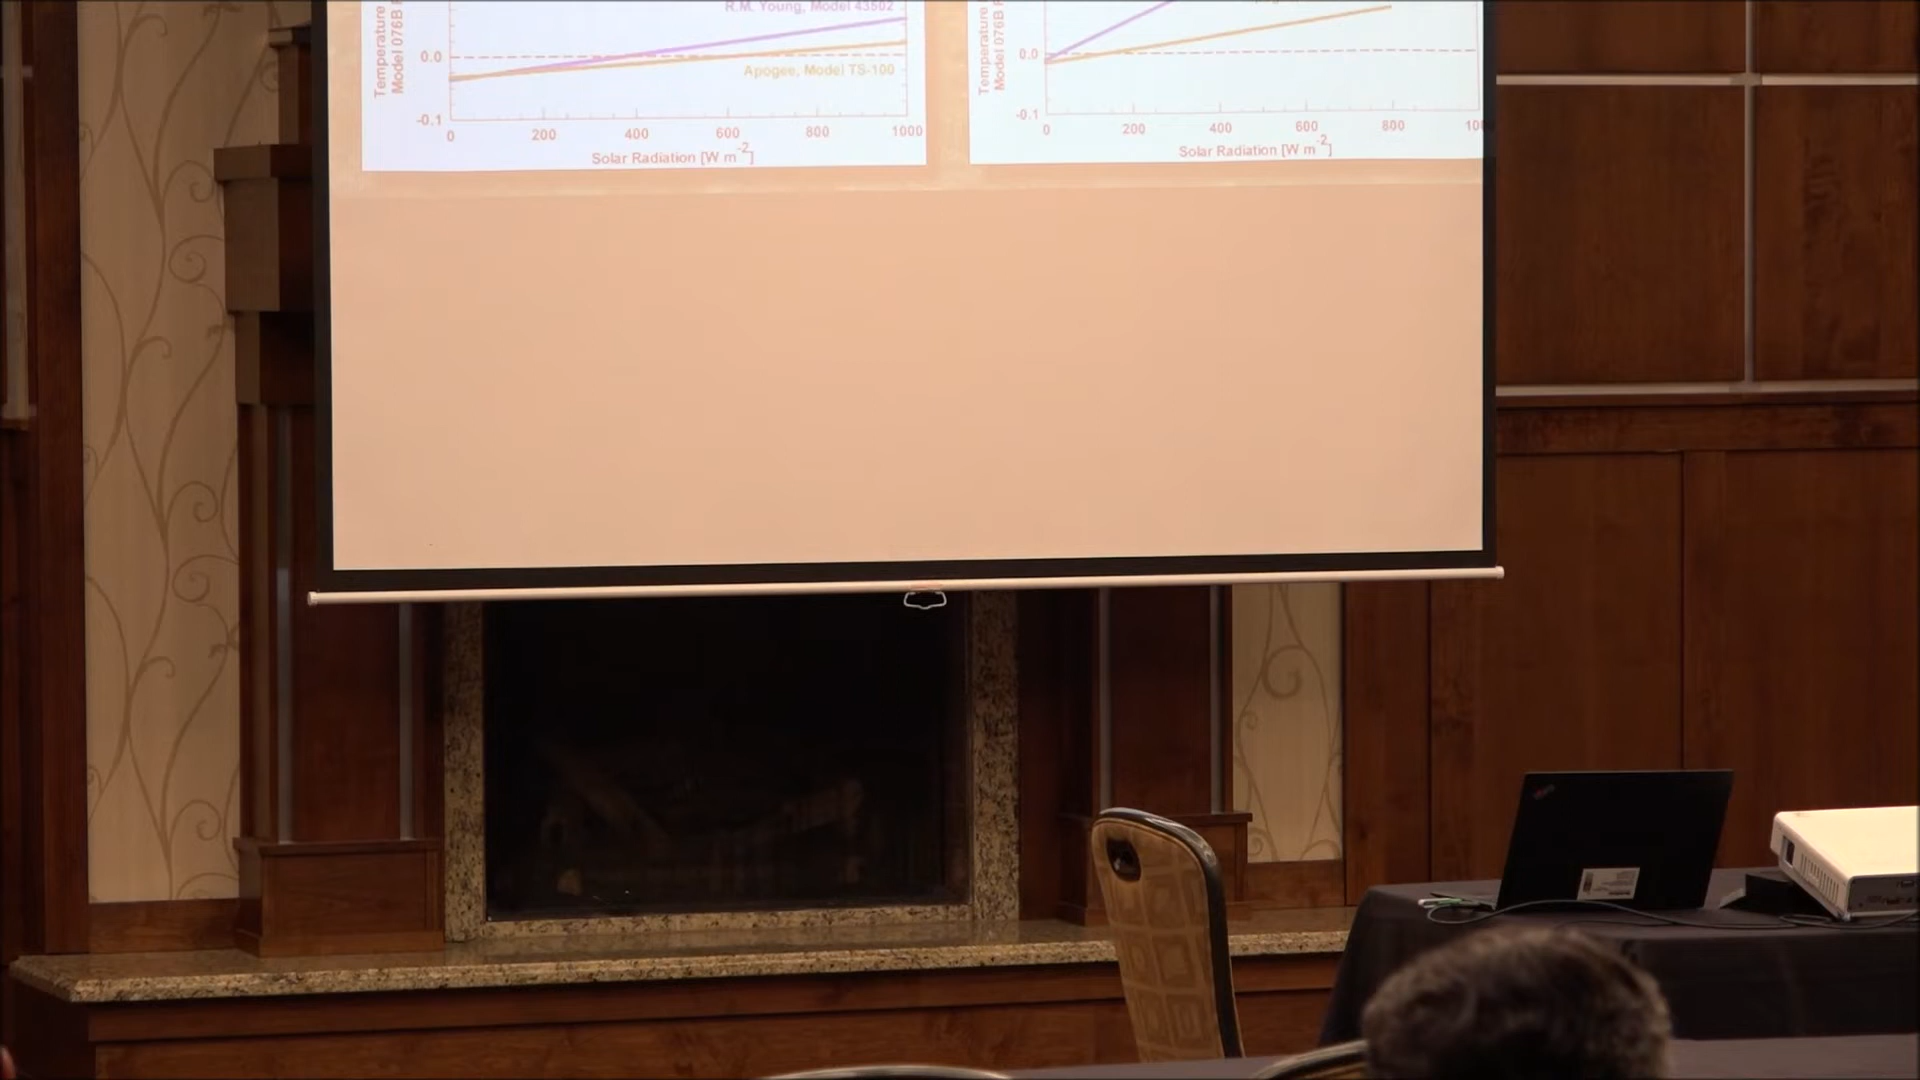 R.M. Young, Model 43502
Temperature
Model 076B
0.0
-0.1
Apogee, Model TS-100
0
200
400
600
800
1000
Solar Radiation [W m-2]
Temperature
Model 076B
0.0
-0.1
0
200
400
600
800
Solar Radiation [W m-2]